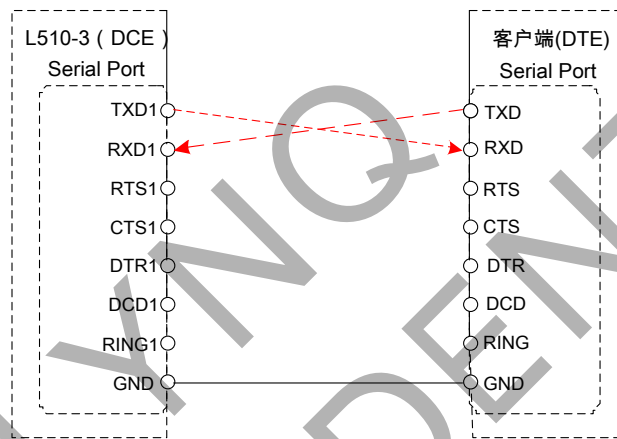 L510-3 ( DCE )
Serial Port
TXD1
RXD1
RTS1
CTS1
DTR1
DCD1
RING1
GND
客户端(DTE)
Serial Port
TXD
RXD
RTS
CTS
DTR
DCD
RING
GND